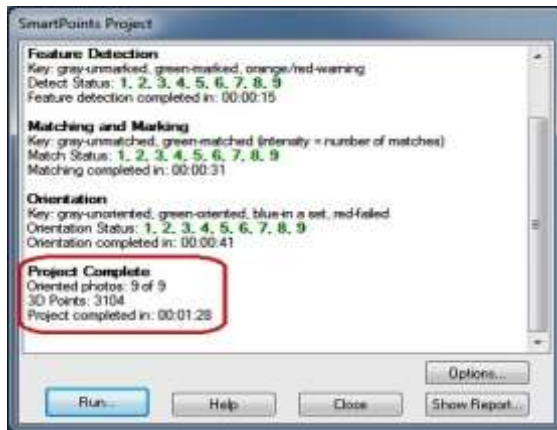 SmartPoints Project
Feature Detection
Key: gray-unmarked, green-marked, orange/red-warning
Detect Status: 1, 2, 3, 4, 5, 6, 7, 8, 9
Feature detection completed in: 00:00:15
Matching and Marking
Key: gray-unmatched, green-matched (intensity = number of matches)
Match Status: 1, 2, 3, 4, 5, 6, 7, 8, 9
Matching completed in: 00:00:31
Orientation
Key: gray-unoriented, green-oriented, blue-in a set, red-failed
Orientation Status: 1, 2, 3, 4, 5, 6, 7, 8, 9
Orientation completed in: 00:00:41
Project Complete
Oriented photos: 9 of 9
3D Points: 3104
Project completed in: 00:01:28
Options...
Run...
Help
Close
Show Report...